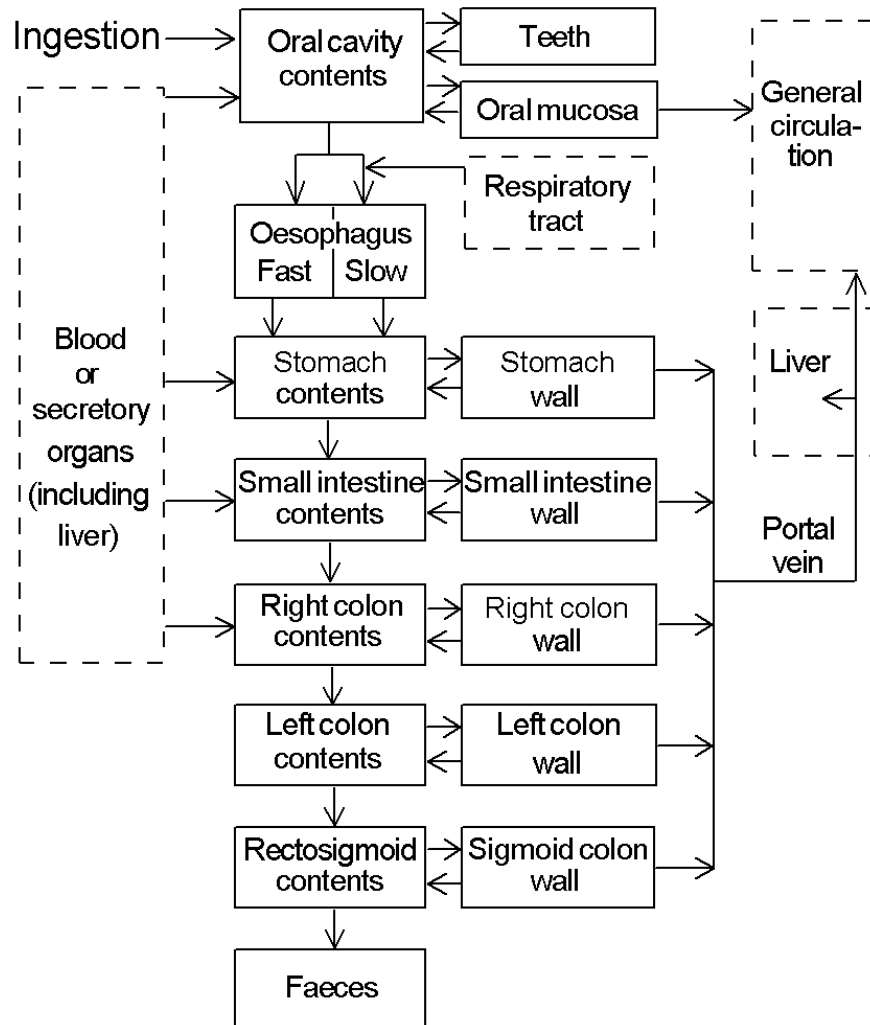 Ingestion
Oral cavity
contents
Teeth
Oral mucosa
General
circula-
tion
Respiratory
tract
Oesophagus
Fast
Slow
Blood
or
secretory
organs
(including
liver)
Stomach
contents
Stomach
wall
Liver
Small intestine
contents
Small intestine
wall
Portal
vein
Right colon
contents
Right colon
wall
Left colon
contents
Left colon
wall
Rectosigmoid
contents
Sigmoid colon
wall
Faeces